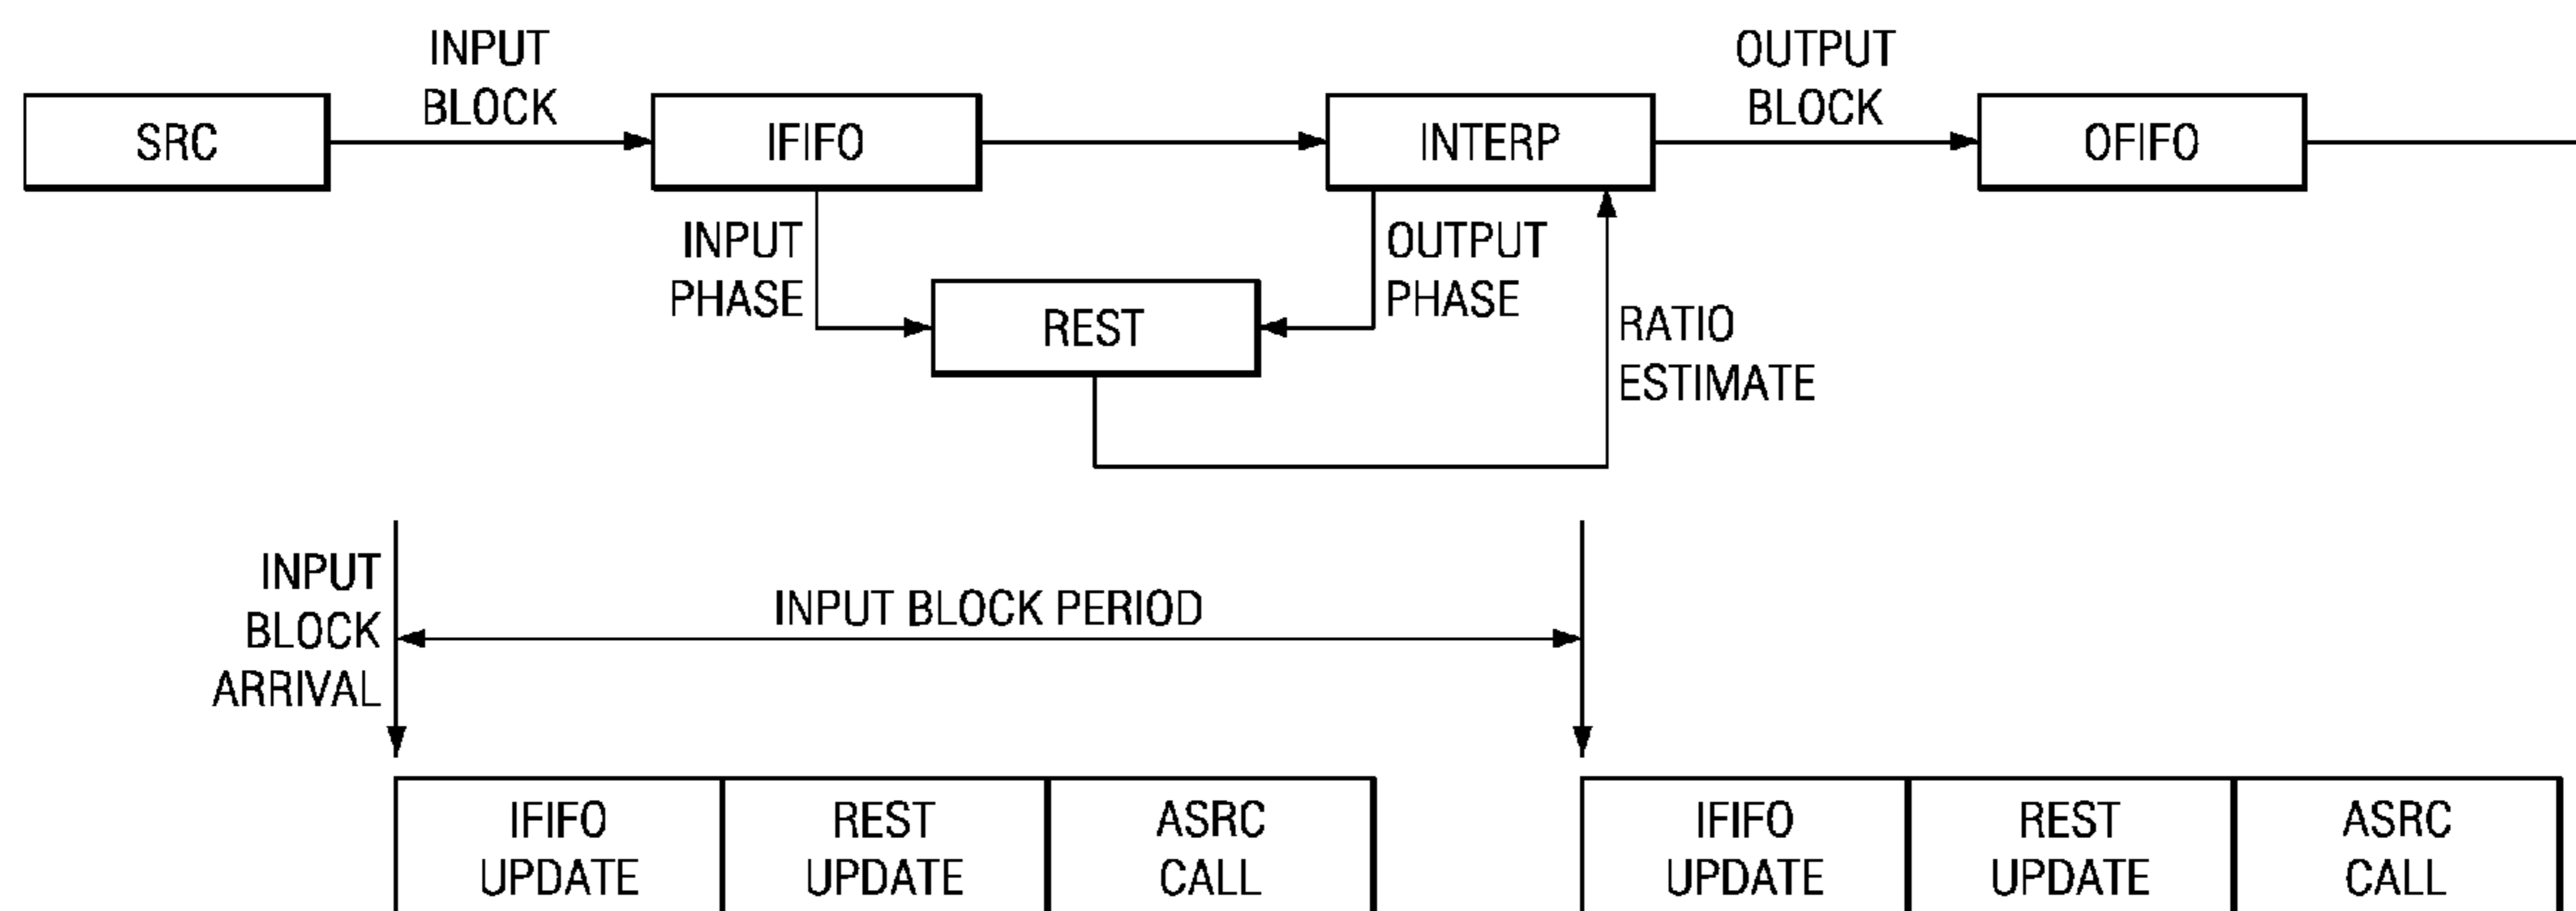 INPUT
BLOCK
OUTPUT
BLOCK
SRC
IFIFO
INTERP
OFIFO
INPUT
PHASE
OUTPUT
PHASE
REST
RATIO
ESTIMATE
INPUT
BLOCK
ARRIVAL
INPUT BLOCK PERIOD
IFIFO
UPDATE
REST
UPDATE
ASRC
CALL
IFIFO
UPDATE
REST
UPDATE
ASRC
CALL